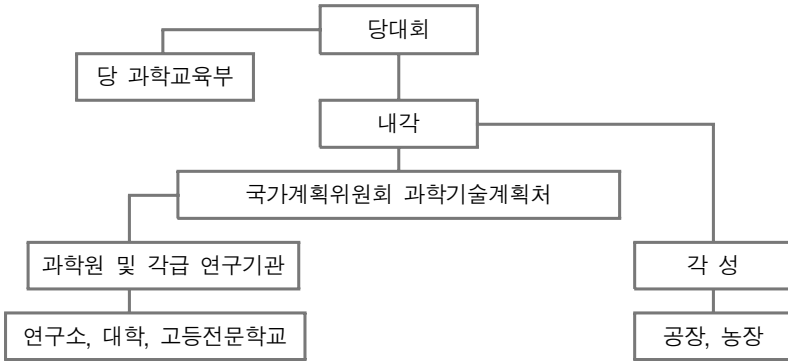 당대회
당 과학교육부
내각
국가계획위원회 과학기술계획처
과학원 및 각급 연구기관
각 성
연구소, 대학, 고등전문학교
공장, 농장